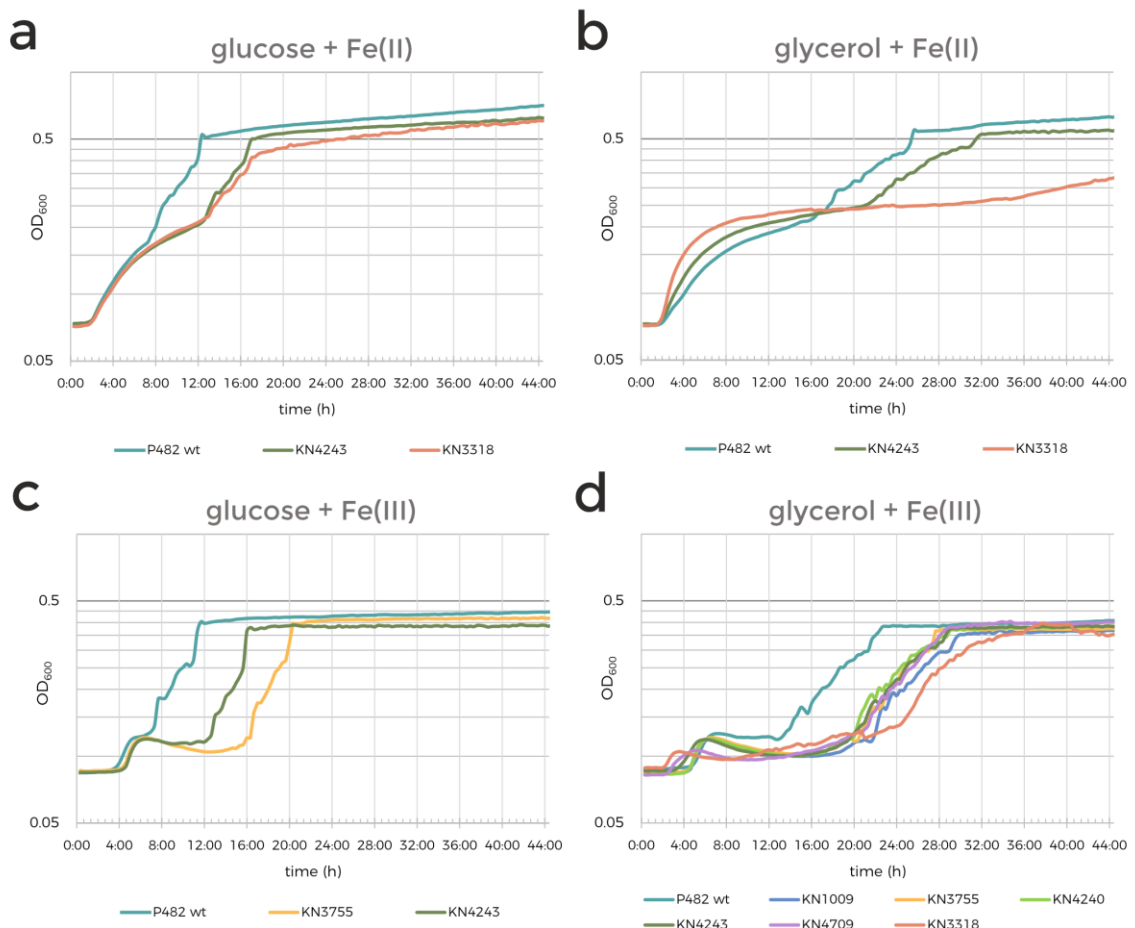 a
glucose + Fe(II)
0.5
OD600
0.05
0:00 4:00 8:00 12:00 16:00 20:00 24:00 28:00 32:00 36:00 40:00 44:00
time (h)
P482 wt KN4243 KN3318
b
glycerol + Fe(II)
0.5
OD600
0.05
0:00 4:00 8:00 12:00 16:00 20:00 24:00 28:00 32:00 36:00 40:00 44:00
time (h)
P482 wt KN4243 KN3318
c
glucose + Fe(III)
0.5
OD600
0.05
0:00 4:00 8:00 12:00 16:00 20:00 24:00 28:00 32:00 36:00 40:00 44:00
time (h)
P482 wt KN3755 KN4243
d
glycerol + Fe(III)
0.5
OD600
0.05
0:00 4:00 8:00 12:00 16:00 20:00 24:00 28:00 32:00 36:00 40:00 44:00
time (h)
P482 wt KN1009 KN3755 KN4240
KN4243 KN4709 KN3318